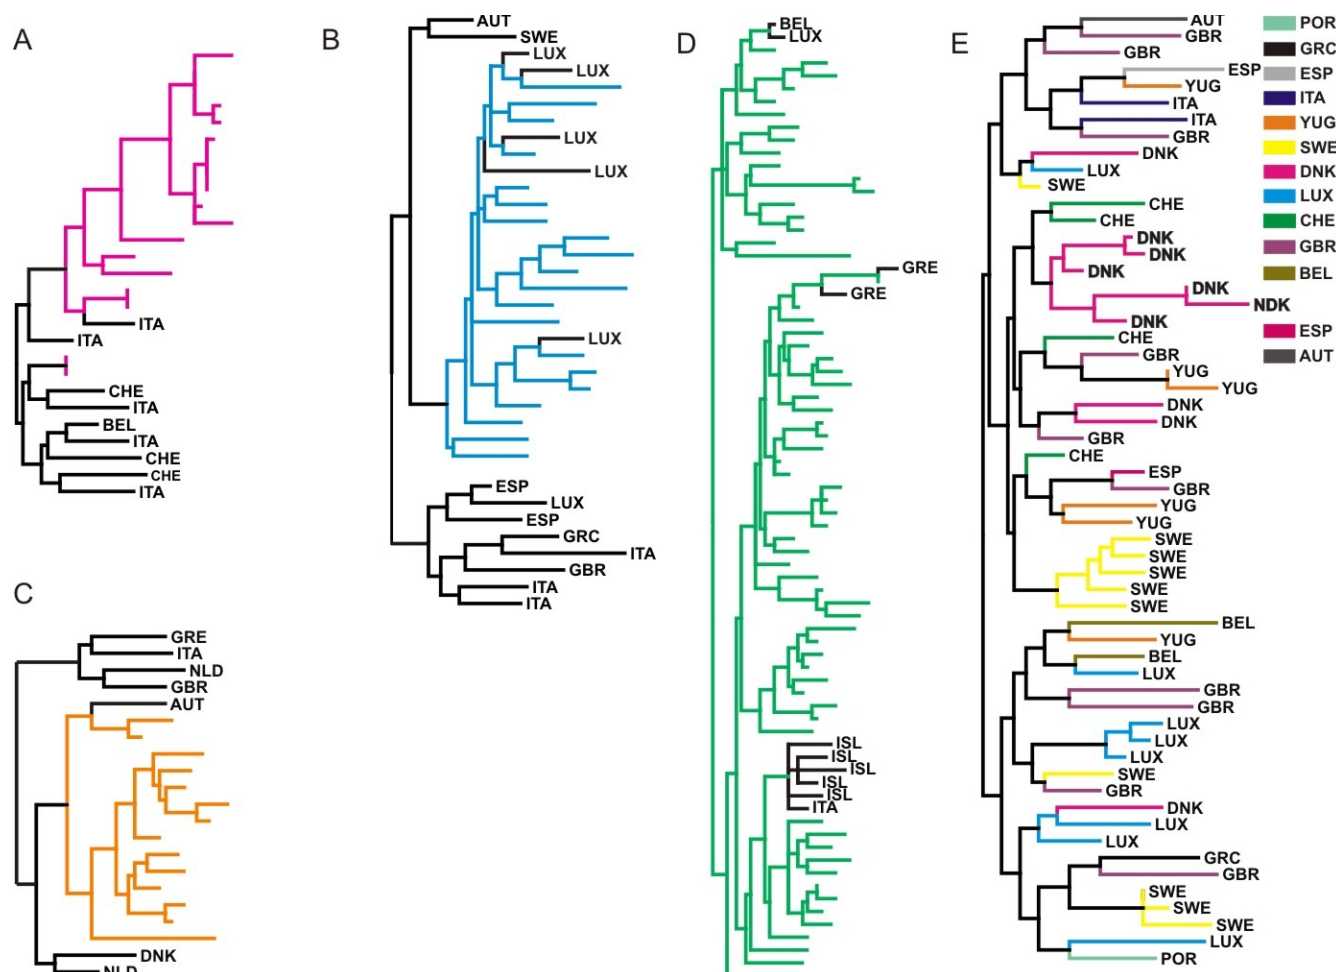 A
ITA
ITA
CHE
ITA
BEL
ITA
CHE
CHE
ITA
B
AUT
SWE
LUX
LUX
LUX
LUX
LUX
ESP
LUX
ESP
GRC
ITA
GBR
ITA
ITA
C
GRE
ITA
NLD
GBR
AUT
DNK
NLD
D
BEL
LUX
GRE
GRE
ISL
ISL
ISL
ISL
ISL
ITA
E
AUT
GBR
GBR
ESP
YUG
ITA
ITA
GBR
DNK
LUX
SWE
CHE
CHE
DNK
DNK
DNK
DNK
NDK
DNK
CHE
GBR
YUG
YUG
DNK
DNK
GBR
CHE
ESP
GBR
YUG
YUG
SWE
SWE
SWE
SWE
SWE
BEL
YUG
BEL
LUX
GBR
GBR
LUX
LUX
LUX
SWE
GBR
DNK
LUX
LUX
GRC
GBR
SWE
SWE
SWE
LUX
POR
POR
GRC
ESP
ITA
YUG
SWE
DNK
LUX
CHE
GBR
BEL
ESP
AUT